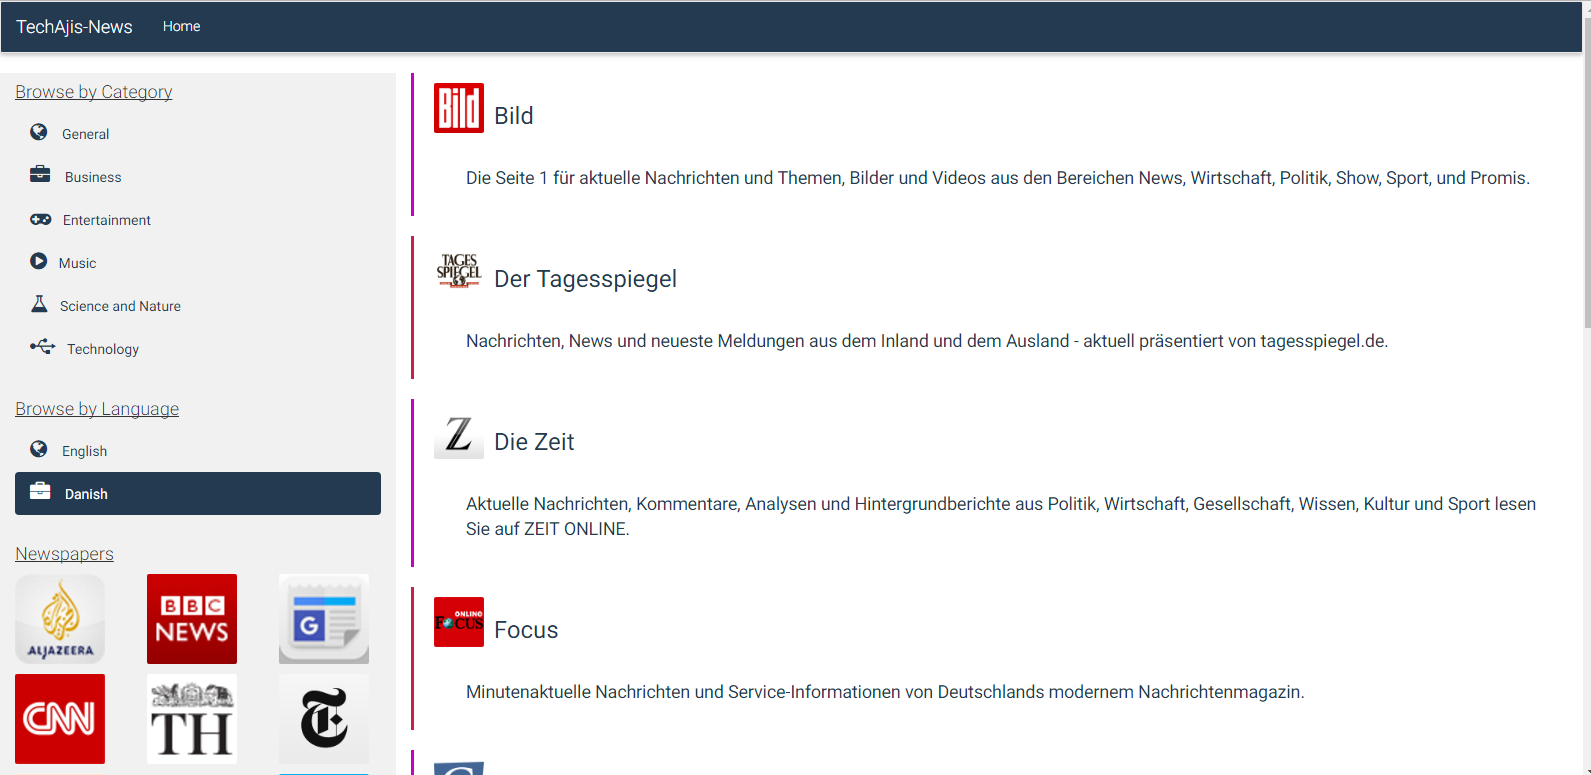 TechAjis-News Home
Browse by Category
General
Business
Entertainment
Music
Science and Nature
Technology
Browse by Language
English
Danish
Newspapers
ALJAZEERA
BBC
NEWS
G
CNN
TH
T
Bild
Bild
Die Seite 1 für aktuelle Nachrichten und Themen, Bilder und Videos aus den Bereichen News, Wirtschaft, Politik, Show, Sport, und Promis.
TAGES
SPIEGEL
Der Tagesspiegel
Nachrichten, News und neueste Meldungen aus dem Inland und dem Ausland - aktuell präsentiert von tagesspiegel.de.
Z
Die Zeit
Aktuelle Nachrichten, Kommentare, Analysen und Hintergrundberichte aus Politik, Wirtschaft, Gesellschaft, Wissen, Kultur und Sport lesen
Sie auf ZEIT ONLINE.
ONLINE
FOCUS
Focus
Minutenaktuelle Nachrichten und Service-Informationen von Deutschlands modernem Nachrichtenmagazin.